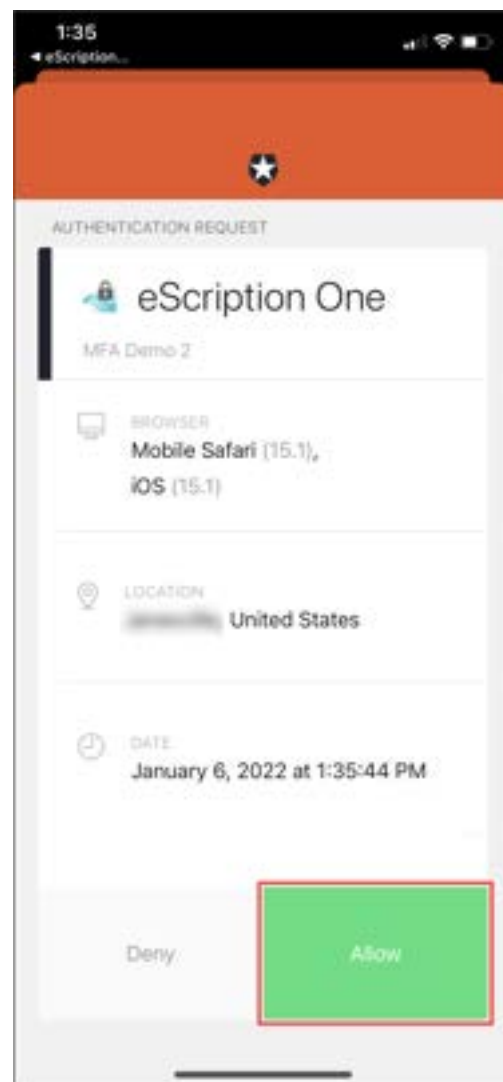 1:35
◀ eScription...
AUTHENTICATION REQUEST
eScription One
MFA Demo 2
BROWSER
Mobile Safari (15.1),
iOS (15.1)
LOCATION
United States
DATE
January 6, 2022 at 1:35:44 PM
Deny
Allow